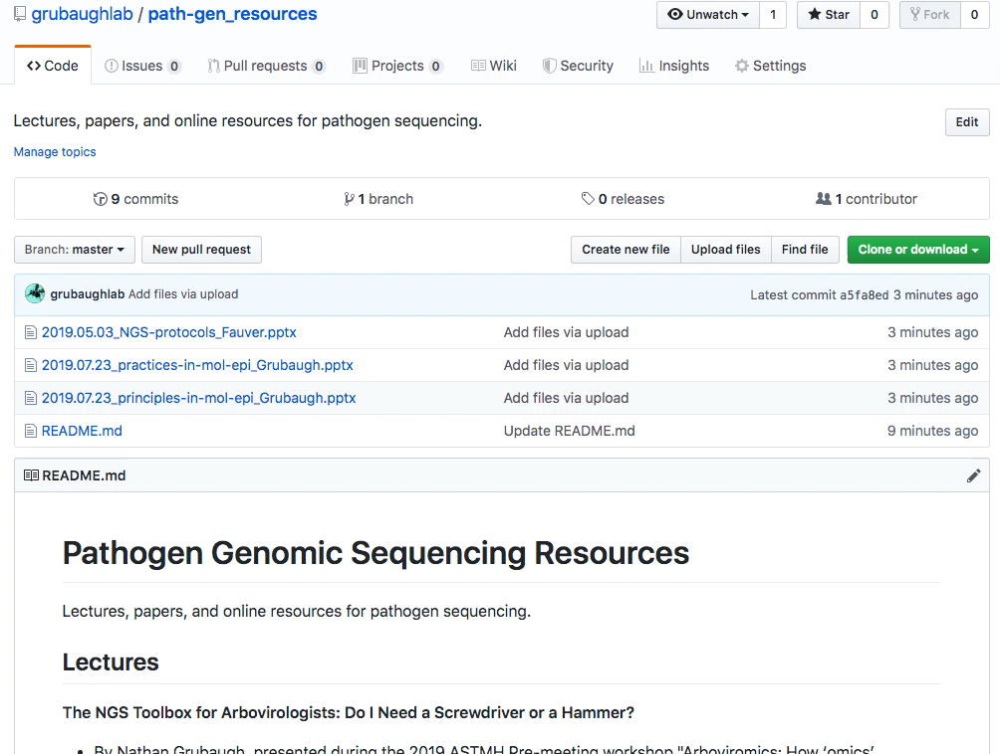 grubaughlab / path-gen_resources
Unwatch 1 Star 0 Fork 0
Code Issues 0 Pull requests 0 Projects 0 Wiki Security Insights Settings
Lectures, papers, and online resources for pathogen sequencing. Edit
Manage topics
9 commits 1 branch 0 releases 1 contributor
Branch: master New pull request Create new file Upload files Find file Clone or download
grubaughlab Add files via upload Latest commit a5fa8ed 3 minutes ago
2019.05.03_NGS-protocols_Fauver.pptx Add files via upload 3 minutes ago
2019.07.23_practices-in-mol-epi_Grubaugh.pptx Add files via upload 3 minutes ago
2019.07.23_principles-in-mol-epi_Grubaugh.pptx Add files via upload 3 minutes ago
README.md Update README.md 9 minutes ago
README.md
Pathogen Genomic Sequencing Resources
Lectures, papers, and online resources for pathogen sequencing.
Lectures
The NGS Toolbox for Arbovirologists: Do I Need a Screwdriver or a Hammer?
• By Nathan Grubaugh, presented during the 2019 ASTMH Pre-meeting workshop "Arboviromics: How ‘omics’